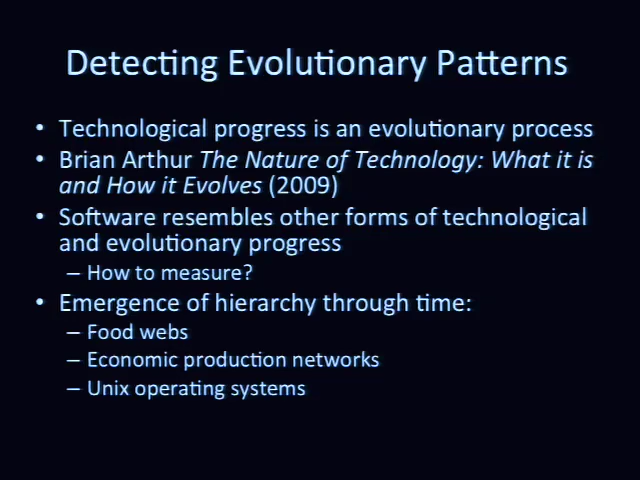 Detecting Evolutionary Patterns
• Technological progress is an evolutionary process
• Brian Arthur The Nature of Technology: What it is
and How it Evolves (2009)
• Software resembles other forms of technological
and evolutionary progress
– How to measure?
• Emergence of hierarchy through time:
– Food webs
– Economic production networks
– Unix operating systems